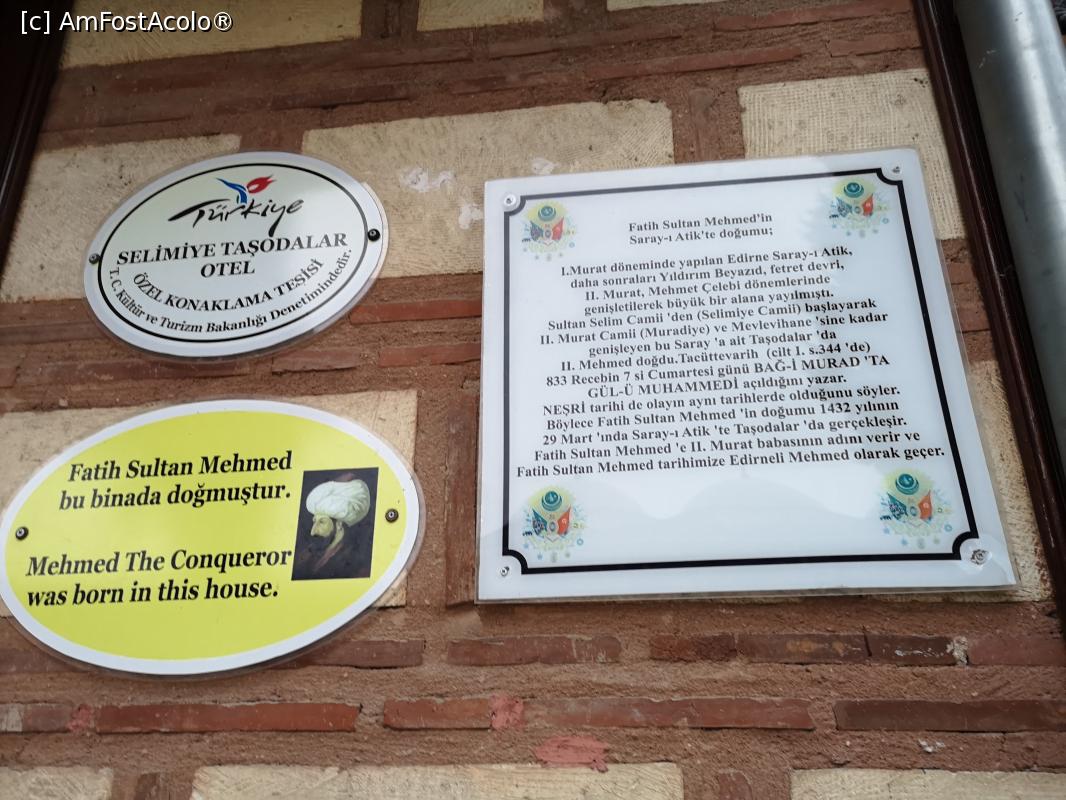 [c] AmFostAcolo®
Türkiye
SELİMİYE TAŞODALAR
OTEL
ÖZEL KONAKLAMA TESİSİ
T.C. Kültür ve Turizm Bakanlığı Denetimindedir.
Fatih Sultan Mehmed
bu binada doğmuştur.
Mehmed The Conqueror
was born in this house.
Fatih Sultan Mehmed'in
Saray-ı Atik'te doğumu;
I.Murat döneminde yapılan Edirne Saray-ı Atik,
daha sonraları Yıldırım Beyazıd, fetret devri,
II. Murat, Mehmet Çelebi dönemlerinde
genişletilerek büyük bir alana yayılmıştı.
Sultan Selim Camii 'den (Selimiye Camii) başlayarak
II. Murat Camii (Muradiye) ve Mevlevihane 'sine kadar
genişleyen bu Saray 'a ait Taşodalar 'da
II. Mehmed doğdu.Tacüttevarih (cilt 1. s.344 'de)
833 Recebin 7 si Cumartesi günü BAĞ-İ MURAD 'TA
GÜL-Ü MUHAMMEDİ açıldığını yazar.
NEŞRİ tarihi de olayın aynı tarihlerde olduğunu söyler.
Böylece Fatih Sultan Mehmed 'in doğumu 1432 yılının
29 Mart 'ında Saray-ı Atik 'te Taşodalar 'da gerçekleşir.
Fatih Sultan Mehmed 'e II. Murat babasının adını verir ve
Fatih Sultan Mehmed tarihimize Edirneli Mehmed olarak geçer.